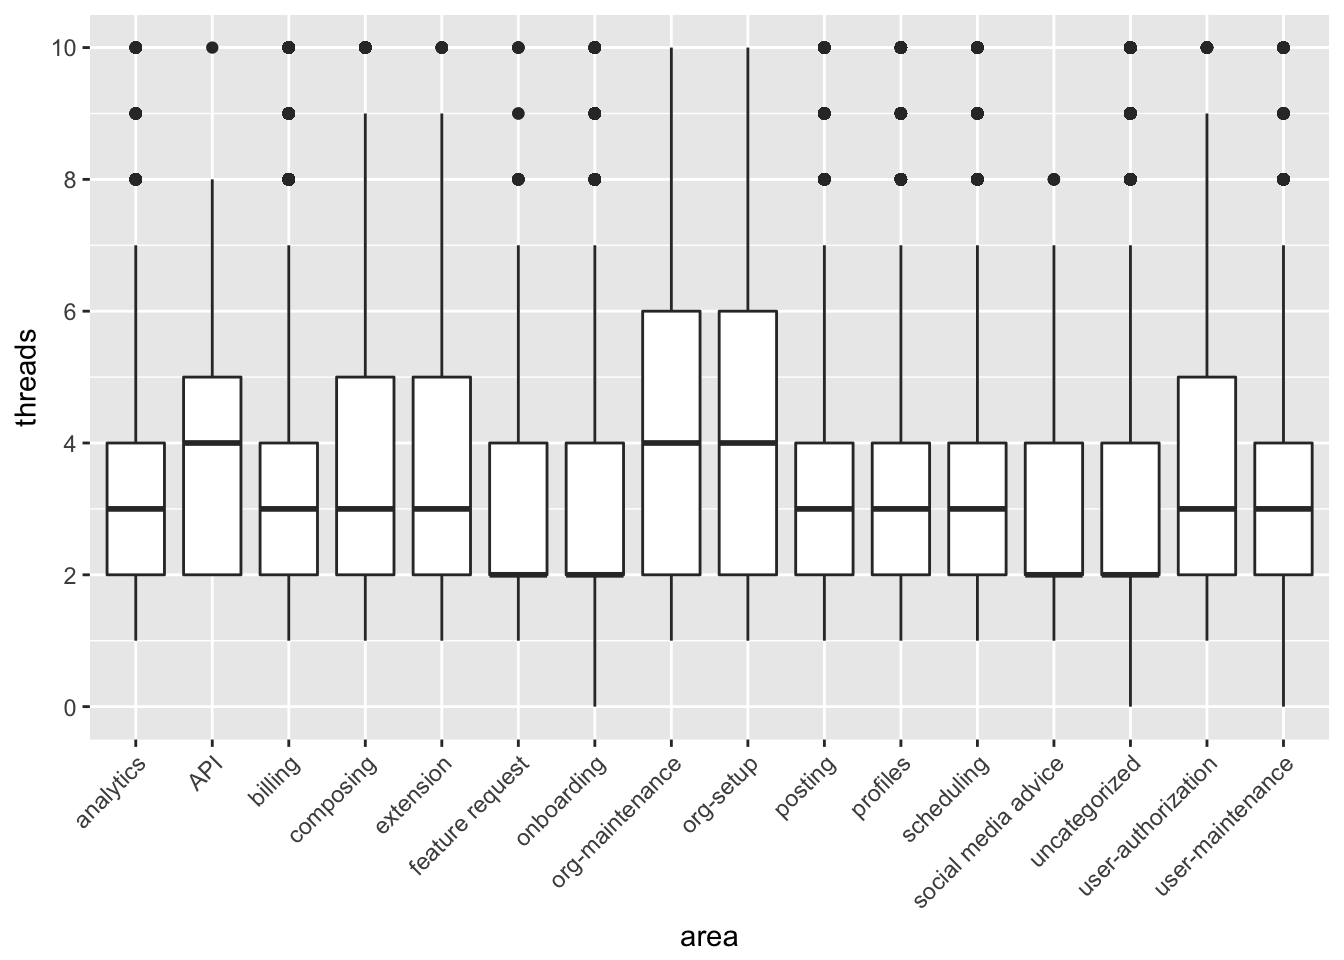 threads
10
8
6
4
2
0
analytics
API
billing
composing
extension
feature request
onboarding
org-maintenance
org-setup
posting
profiles
scheduling
social media advice
uncategorized
user-authorization
user-maintenance
area